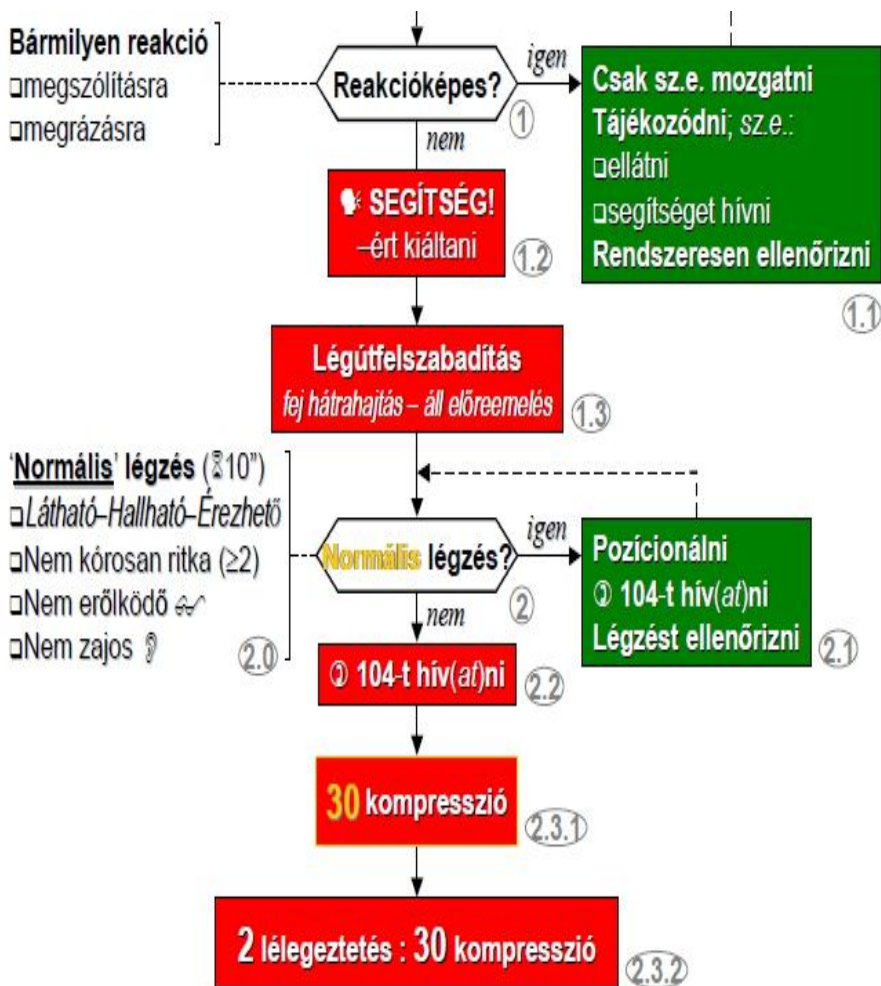 Bármilyen reakció
❑megszólításra
❑megrázásra
Reakcióképes?
1
igen
nem
Csak sz.e. mozgatni
Tájékozódni; sz.e.:
❑ellátni
❑segítséget hívni
Rendszeresen ellenőrizni
1.1
SEGÍTSÉG!
–ért kiáltani
1.2
Légútfelszabadítás
fej hátrahajtás – áll előreemelés
1.3
'Normális' légzés (⌛10")
❑Látható–Hallható–Érezhető
❑Nem kórosan ritka (≥2)
❑Nem erőlködő
❑Nem zajos
2.0
Normális légzés?
2
igen
nem
Pozícionálni
104-t hív(at)ni
Légzést ellenőrizni
2.1
104-t hív(at)ni
2.2
30 kompresszió
2.3.1
2 lélegeztetés : 30 kompresszió
2.3.2